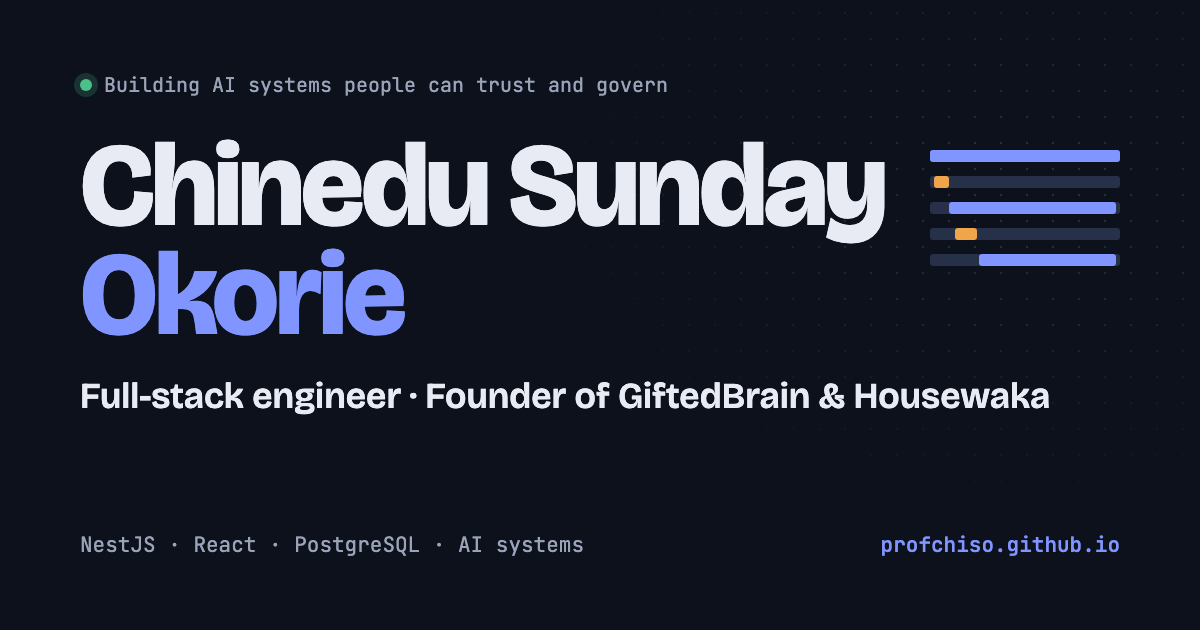 Building AI systems people can trust and govern
Chinedu Sunday
Okorie
Full-stack engineer · Founder of GiftedBrain & Housewaka
NestJS · React · PostgreSQL · AI systems
profchiso.github.io